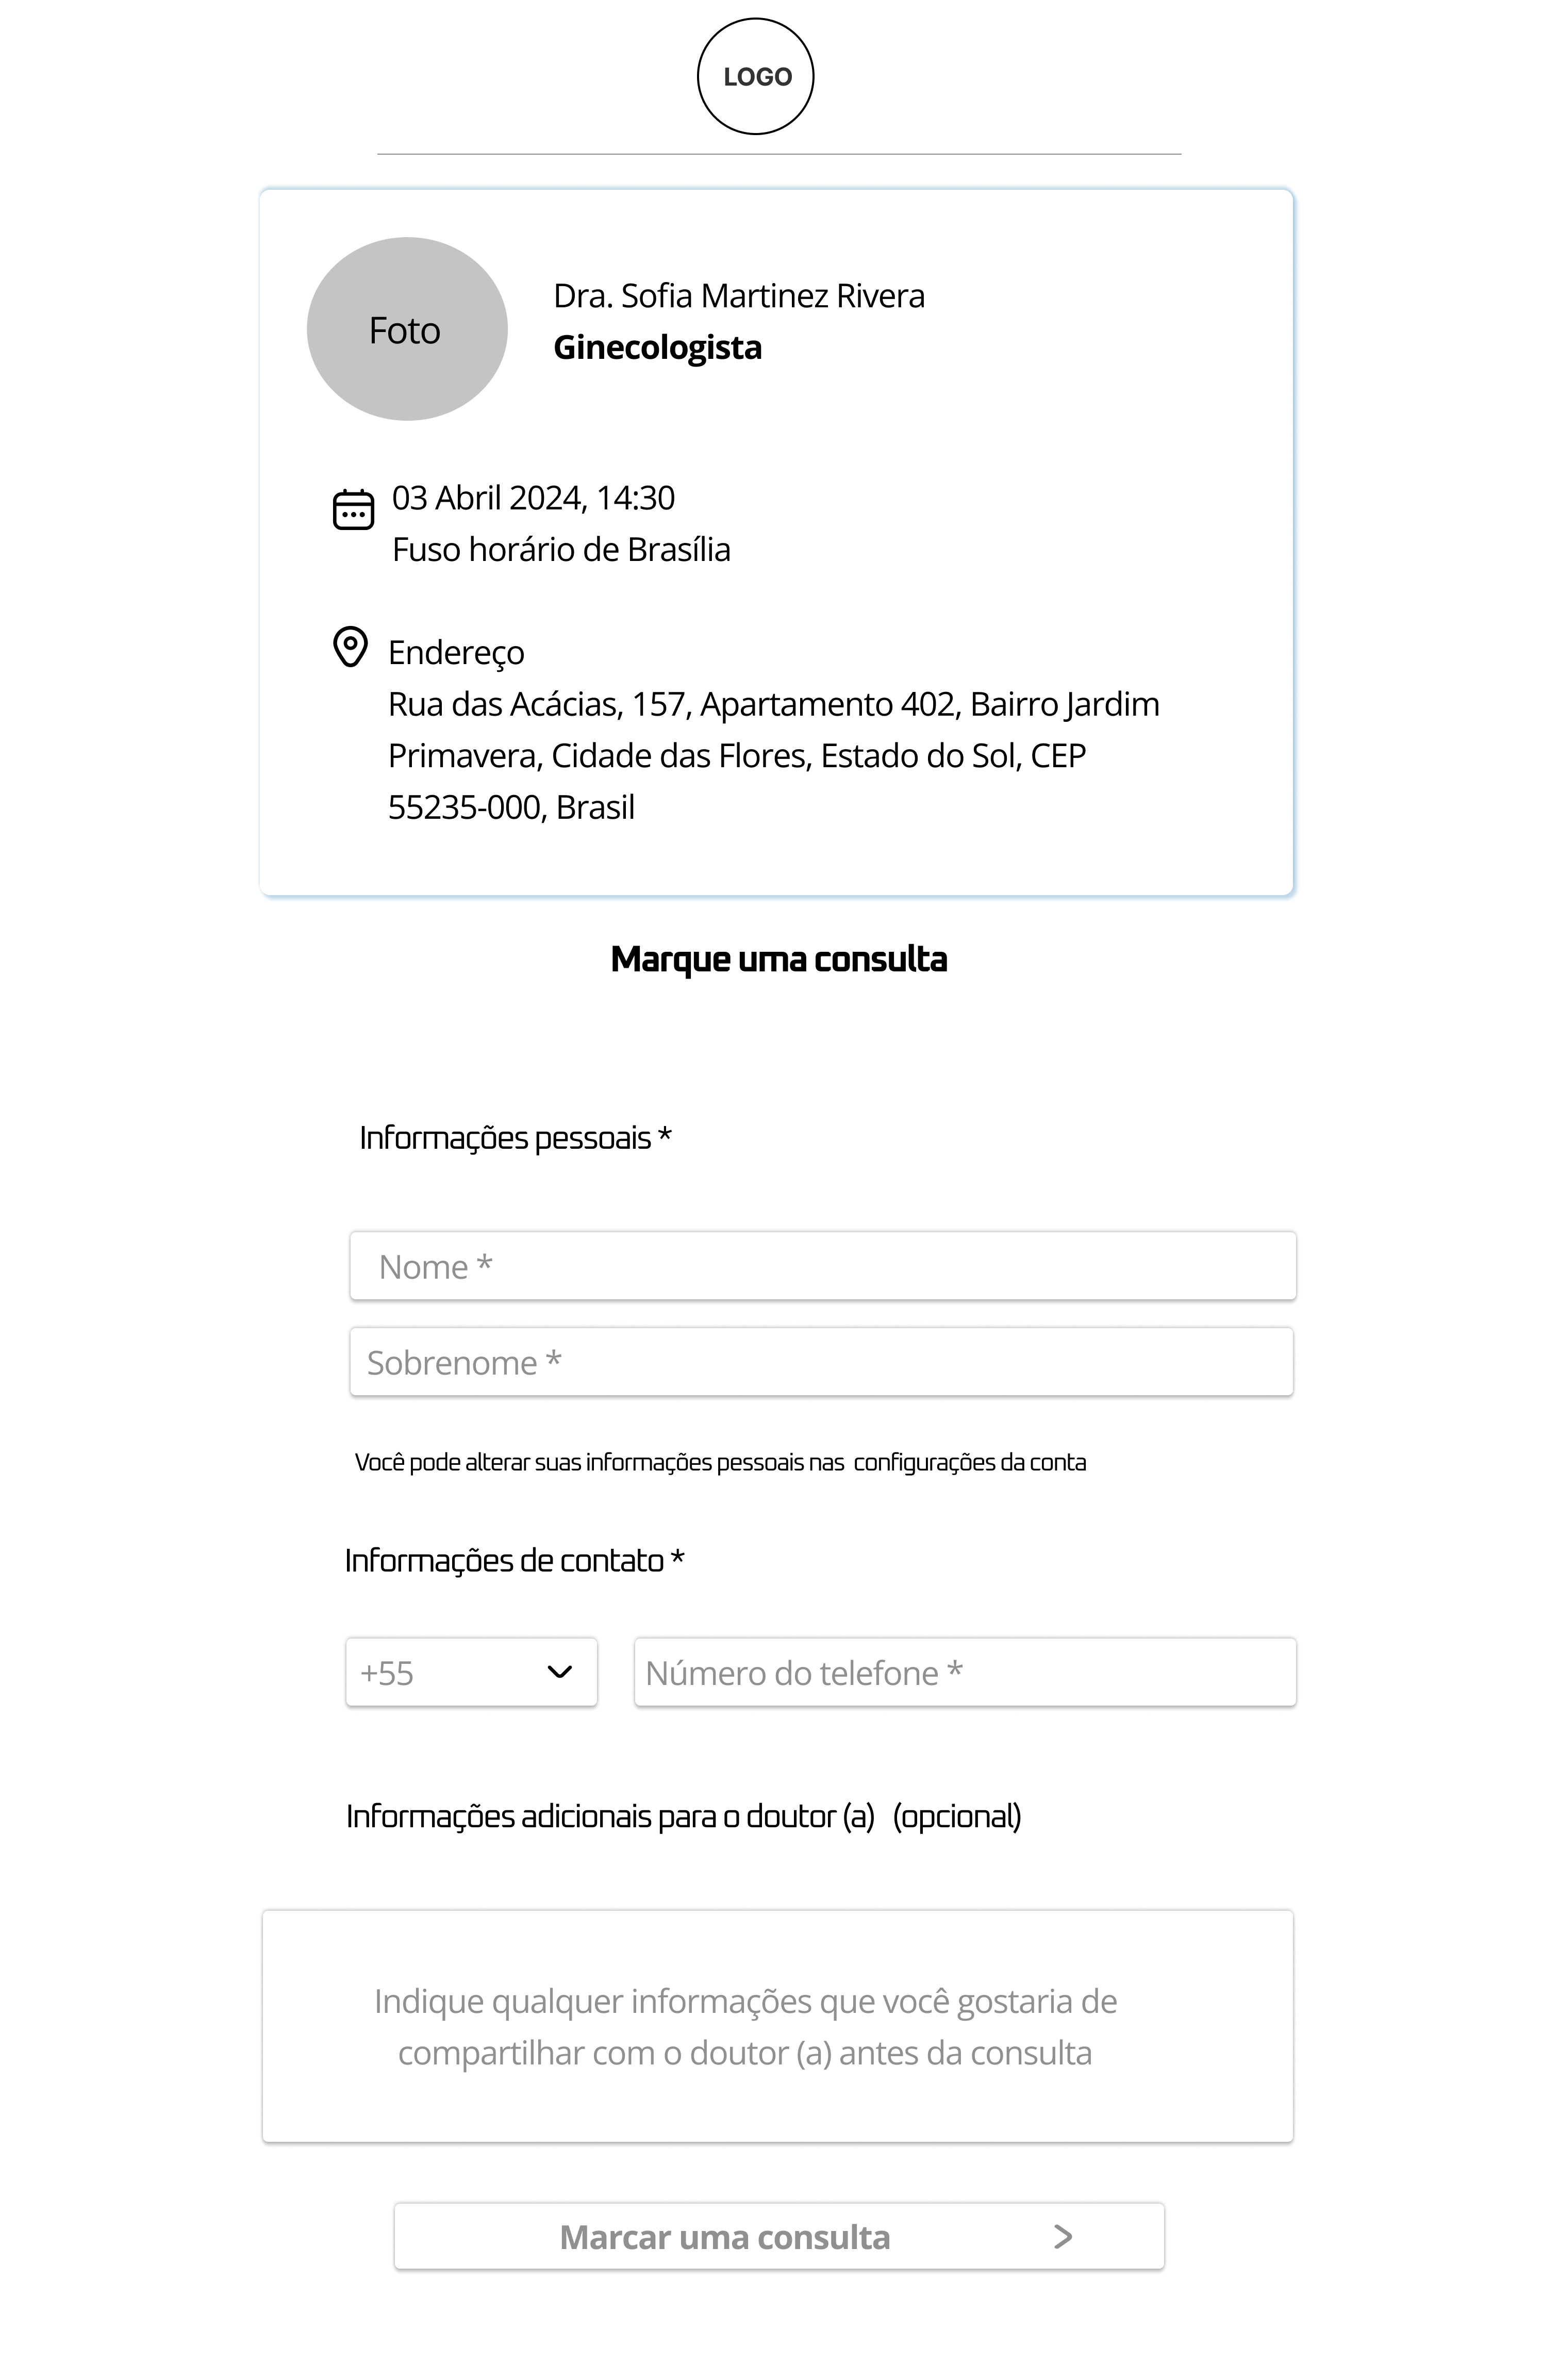 LOGO
Foto
Dra. Sofia Martinez Rivera
Ginecologista
03 Abril 2024, 14:30
Fuso horário de Brasília
Endereço
Rua das Acácias, 157, Apartamento 402, Bairro Jardim
Primavera, Cidade das Flores, Estado do Sol, CEP
55235-000, Brasil
Marque uma consulta
Informações pessoais *
Nome *
Sobrenome *
Você pode alterar suas informações pessoais nas configurações da conta
Informações de contato *
+55
Número do telefone *
Informações adicionais para o doutor (a) (opcional)
Indique qualquer informações que você gostaria de
compartilhar com o doutor (a) antes da consulta
Marcar uma consulta